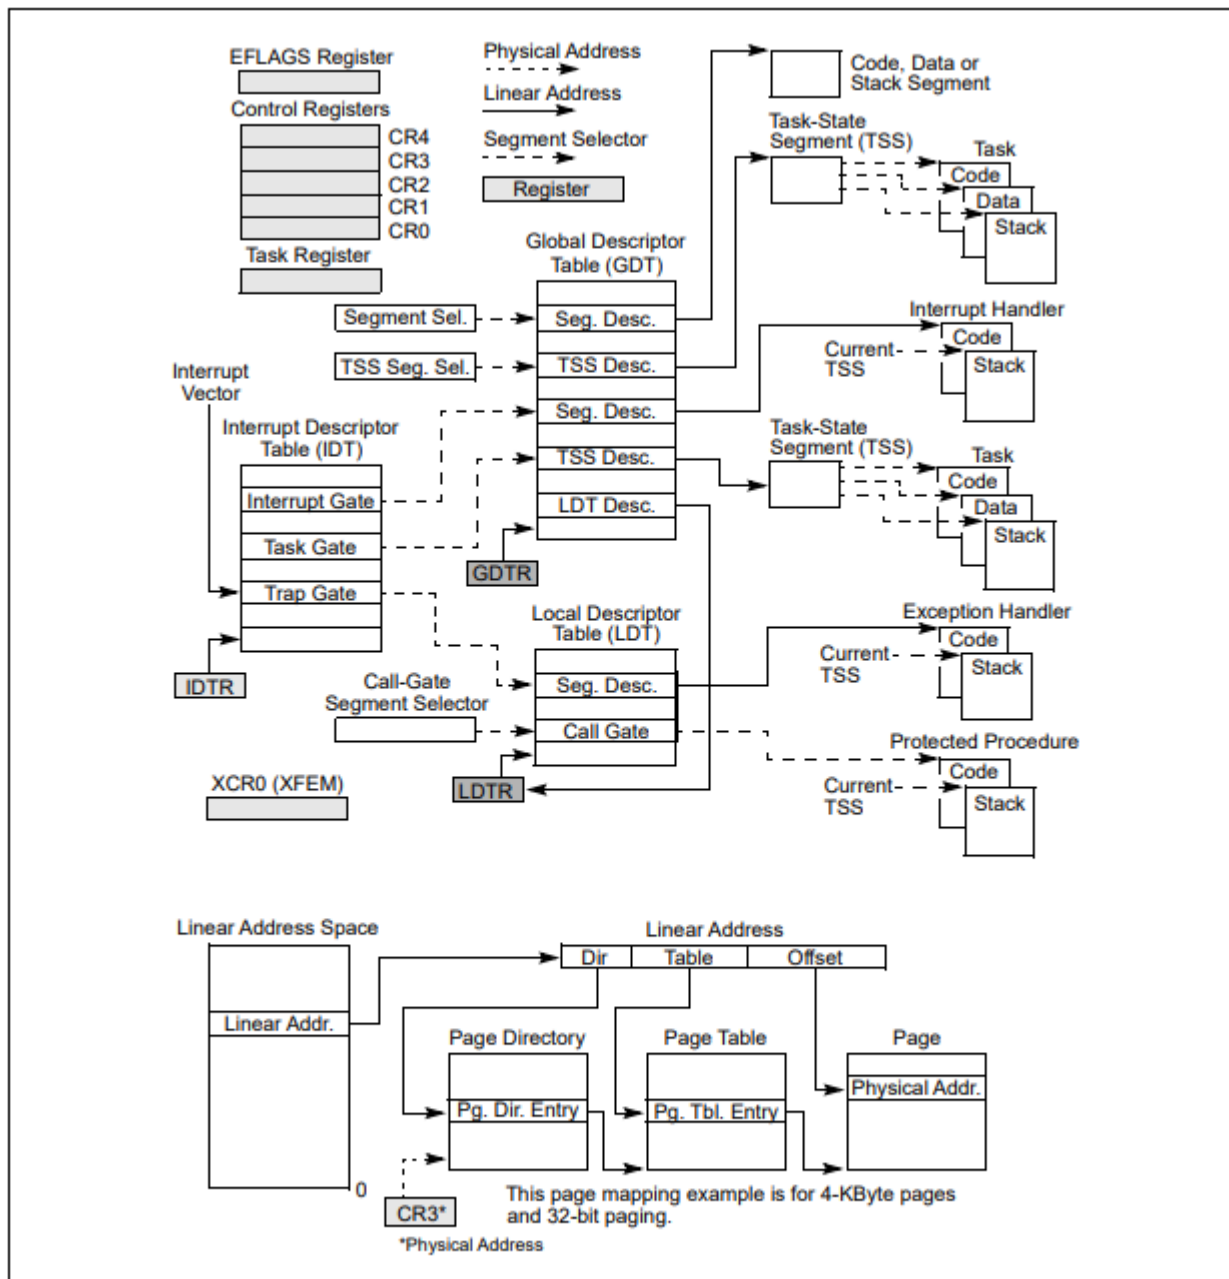 EFLAGS Register
Control Registers
CR4
CR3
CR2
CR1
CR0
Task Register
Physical Address
Linear Address
Segment Selector
Register
Code, Data or
Stack Segment
Task-State
Segment (TSS)
Task
Code
Data
Stack
Global Descriptor
Table (GDT)
Segment Sel.
Seg. Desc.
TSS Seg. Sel.
TSS Desc.
Seg. Desc.
TSS Desc.
LDT Desc.
GDTR
Interrupt Handler
Code
Current
TSS
Stack
Interrupt
Vector
Interrupt Descriptor
Table (IDT)
Interrupt Gate
Task Gate
Trap Gate
IDTR
Task-State
Segment (TSS)
Task
Code
Data
Stack
Local Descriptor
Table (LDT)
Call-Gate
Segment Selector
Seg. Desc.
Call Gate
LDTR
Exception Handler
Code
Current
TSS
Stack
Protected Procedure
Code
Current
TSS
Stack
XCR0 (XFEM)
Linear Address Space
Linear Addr.
0
Linear Address
Dir
Table
Offset
Page Directory
Pg. Dir. Entry
Page Table
Pg. Tbl. Entry
Page
Physical Addr.
CR3*
*Physical Address
This page mapping example is for 4-KByte pages
and 32-bit paging.